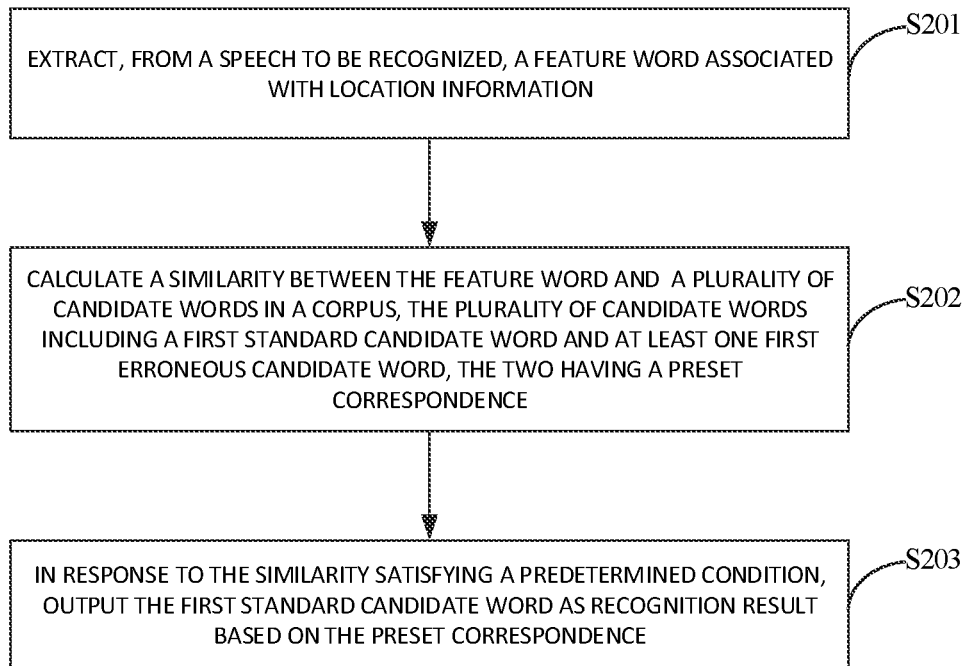 S201
EXTRACT, FROM A SPEECH TO BE RECOGNIZED, A FEATURE WORD ASSOCIATED
WITH LOCATION INFORMATION
CALCULATE A SIMILARITY BETWEEN THE FEATURE WORD AND A PLURALITY OF
CANDIDATE WORDS IN A CORPUS, THE PLURALITY OF CANDIDATE WORDS
S202
INCLUDING A FIRST STANDARD CANDIDATE WORD AND AT LEAST ONE FIRST
ERRONEOUS CANDIDATE WORD, THE TWO HAVING A PRESET
CORRESPONDENCE
S203
IN RESPONSE TO THE SIMILARITY SATISFYING A PREDETERMINED CONDITION,
OUTPUT THE FIRST STANDARD CANDIDATE WORD AS RECOGNITION RESULT
BASED ON THE PRESET CORRESPONDENCE